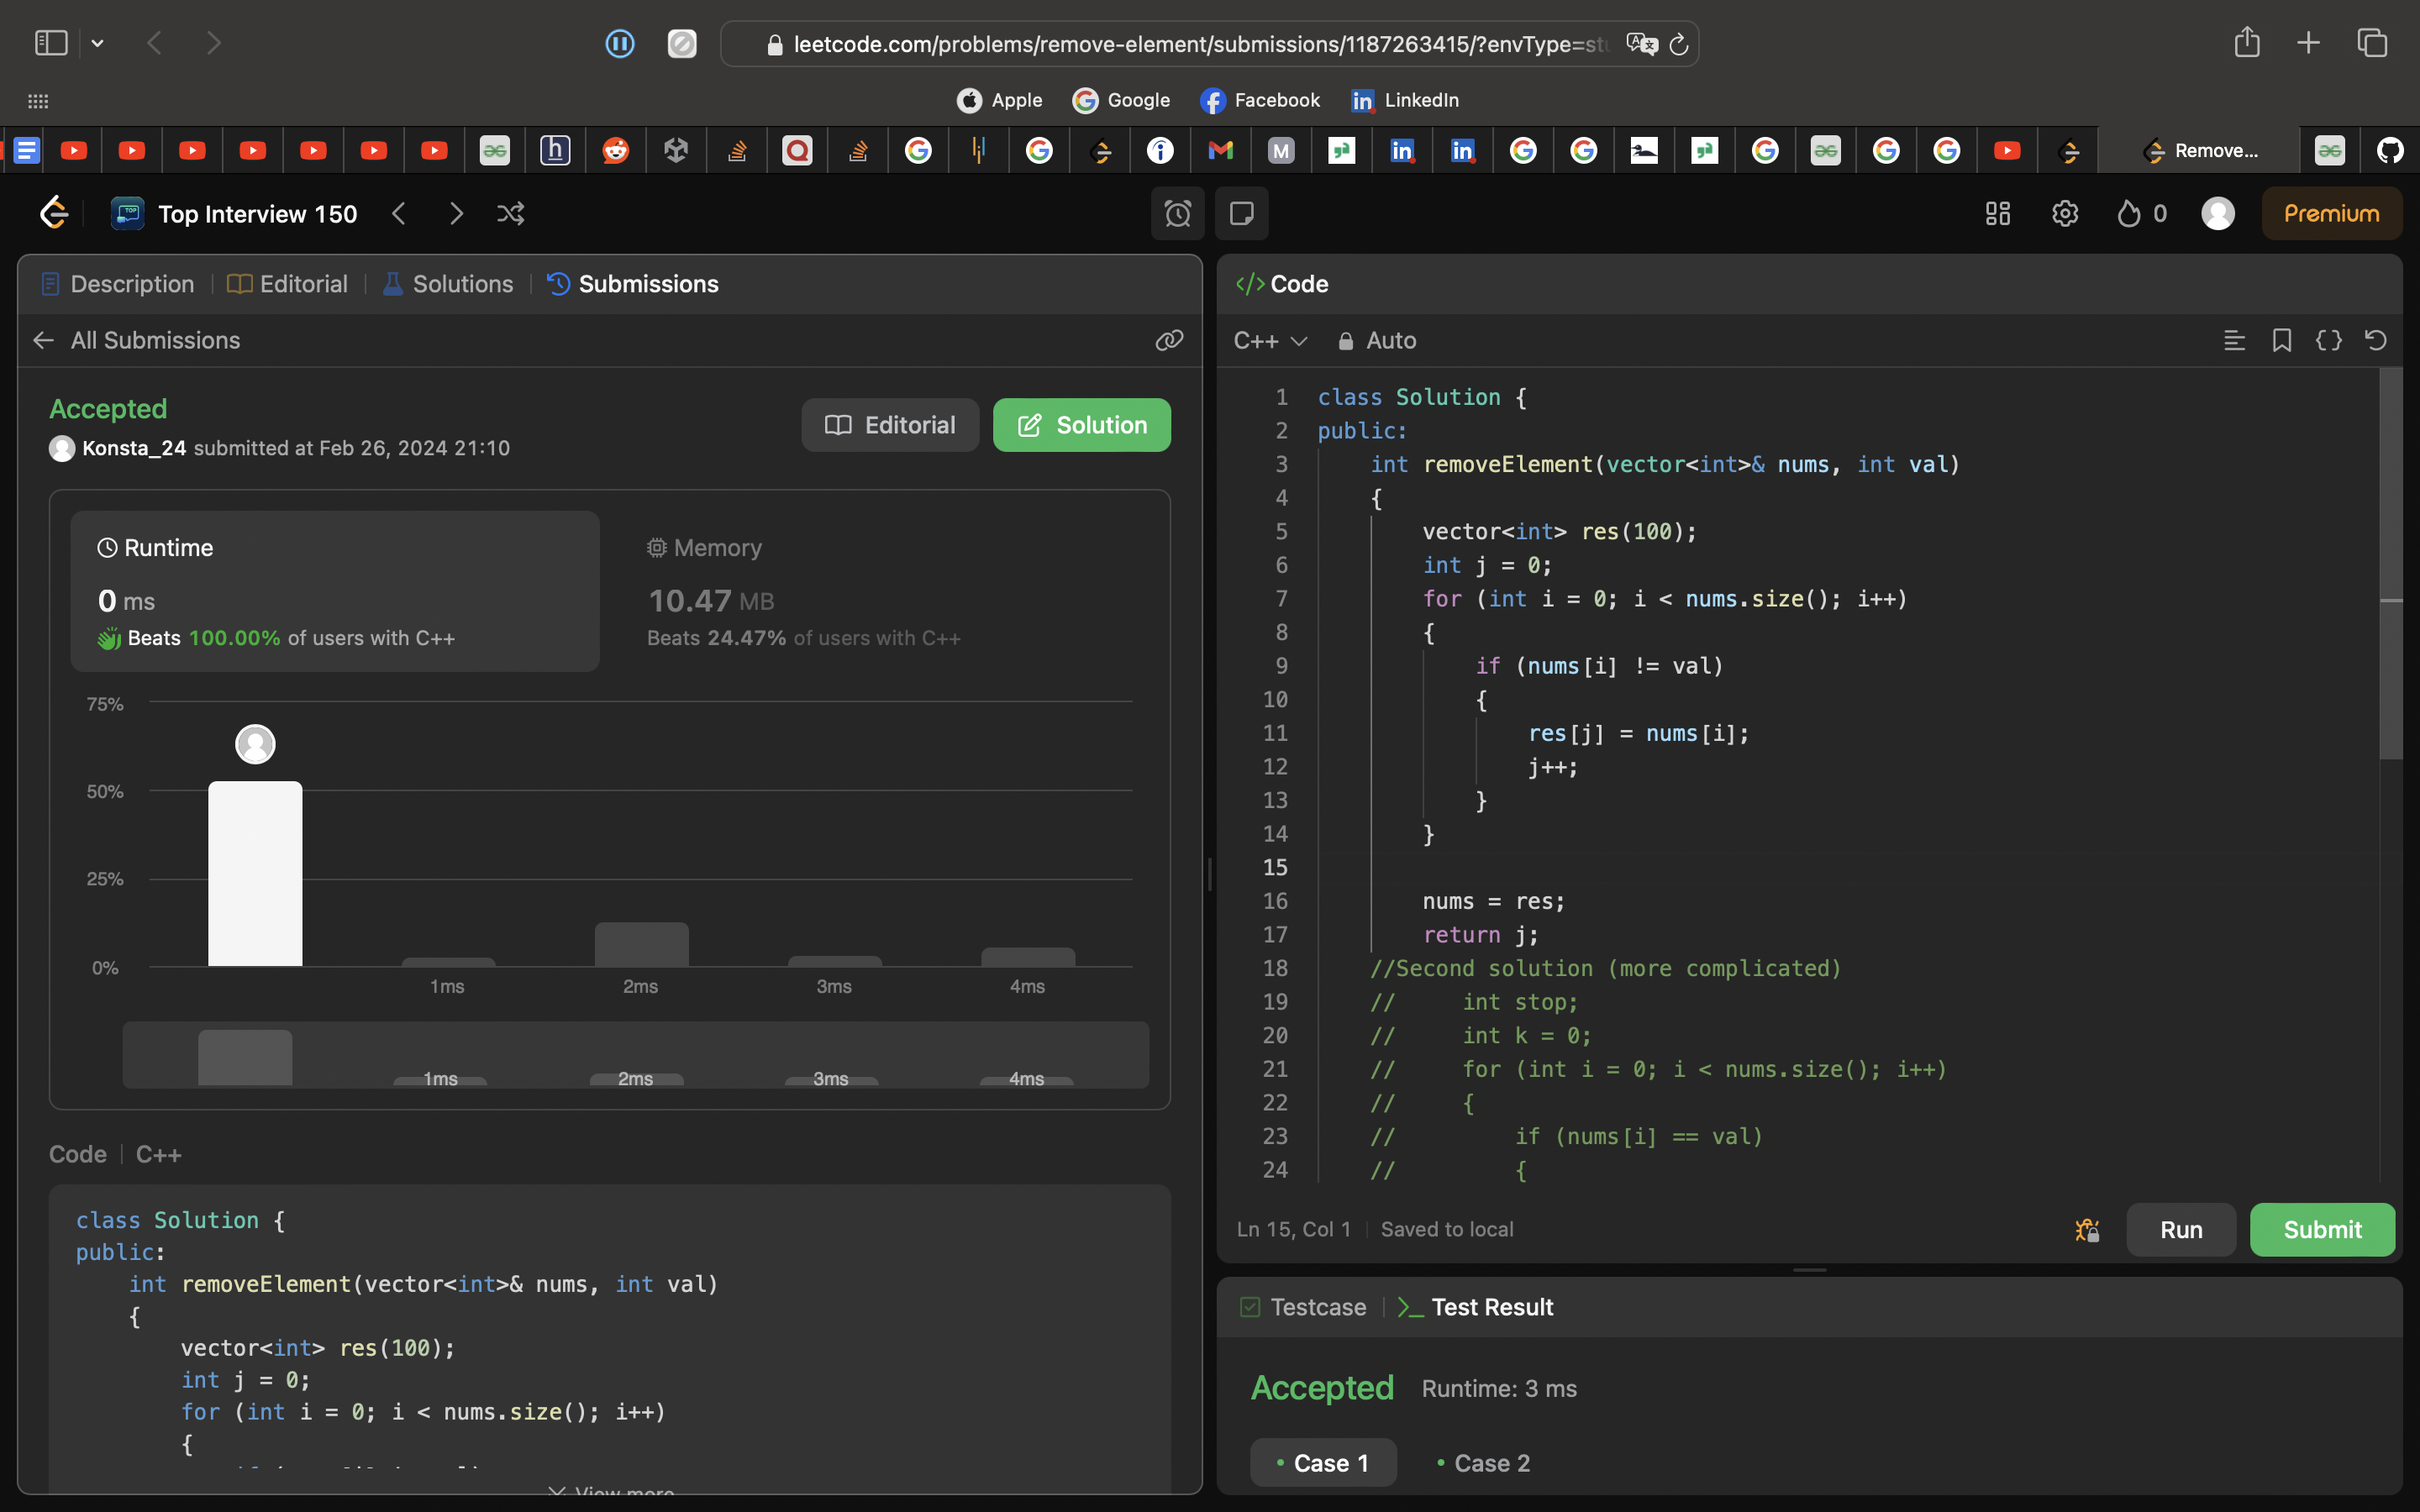 leetcode.com/problems/remove-element/submissions/1187263415/?envType=stu
Apple Google Facebook LinkedIn
Remove...
Top Interview 150
0
Premium
Description Editorial Solutions Submissions
All Submissions
Accepted
Konsta_24 submitted at Feb 26, 2024 21:10
Editorial
Solution
Runtime
0 ms
Beats 100.00% of users with C++
Memory
10.47 MB
Beats 24.47% of users with C++
75%
50%
25%
0%
1ms 2ms 3ms 4ms
1ms 2ms 3ms 4ms
Code C++
class Solution {
public:
    int removeElement(vector<int>& nums, int val)
    {
        vector<int> res(100);
        int j = 0;
        for (int i = 0; i < nums.size(); i++)
        {
View more
</> Code
C++ Auto
1 class Solution {
2 public:
3     int removeElement(vector<int>& nums, int val)
4     {
5         vector<int> res(100);
6         int j = 0;
7         for (int i = 0; i < nums.size(); i++)
8         {
9             if (nums[i] != val)
10             {
11                 res[j] = nums[i];
12                 j++;
13             }
14         }
15
16         nums = res;
17         return j;
18     //Second solution (more complicated)
19     //     int stop;
20     //     int k = 0;
21     //     for (int i = 0; i < nums.size(); i++)
22     //     {
23     //         if (nums[i] == val)
24     //         {
Ln 15, Col 1 Saved to local
Run
Submit
Testcase >_ Test Result
Accepted Runtime: 3 ms
• Case 1 • Case 2